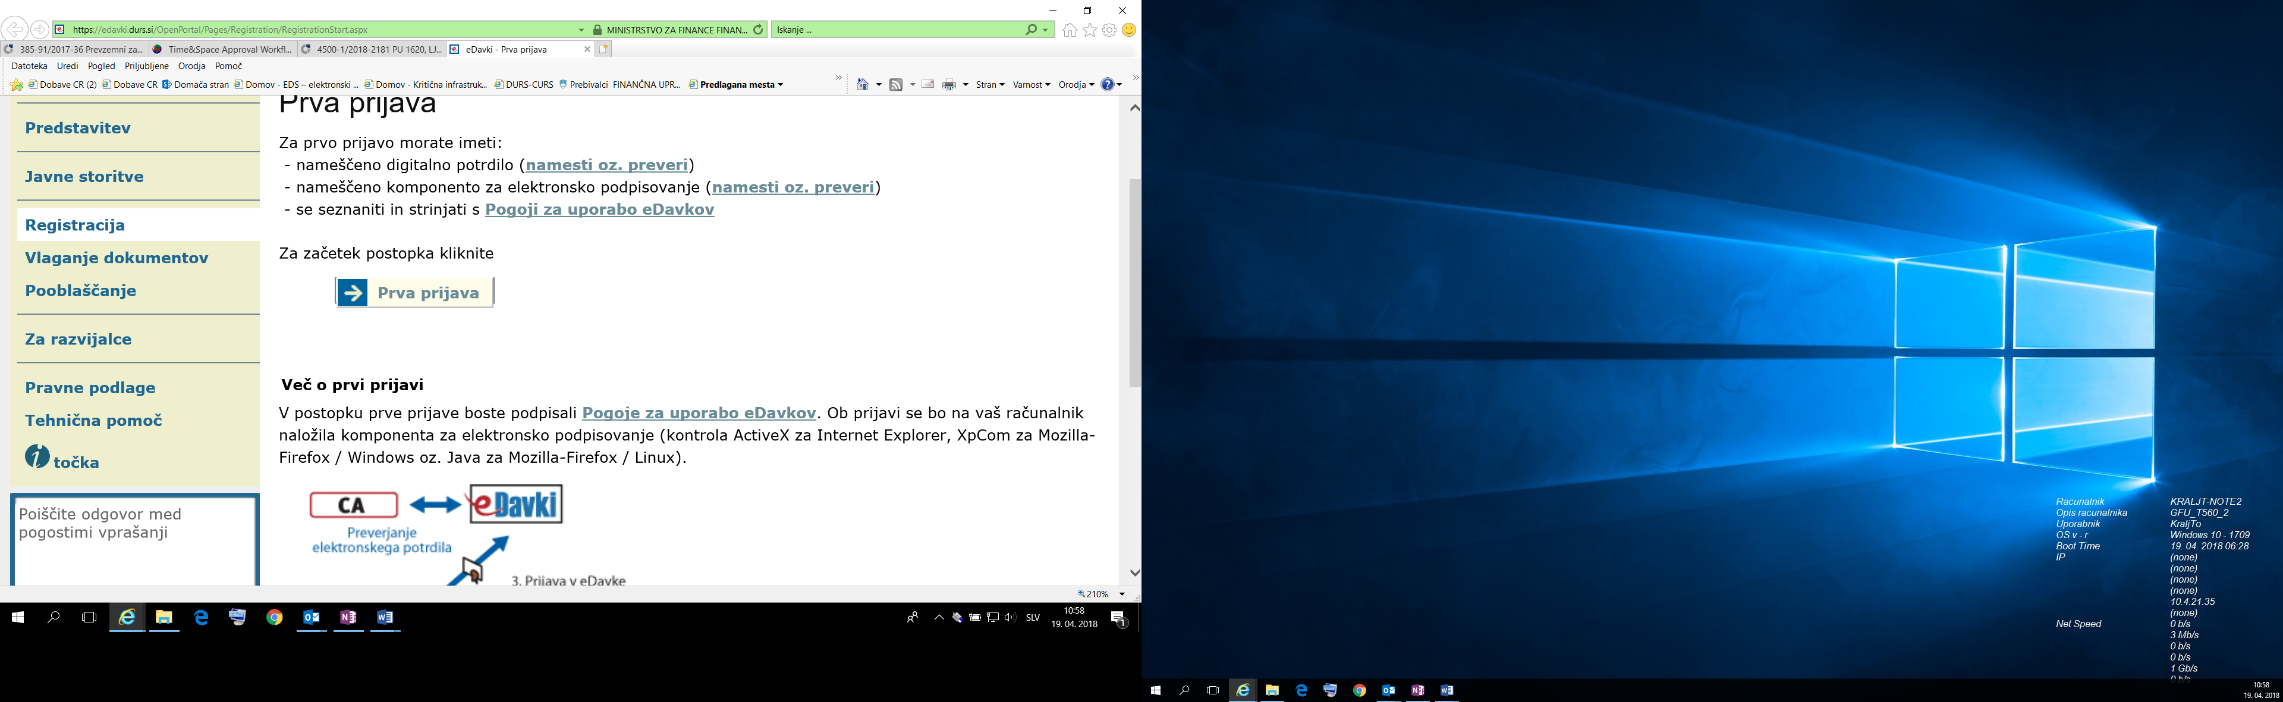 https://edavki.durs.si/OpenPortal/Pages/Registration/RegistrationStart.aspx
MINISTRSTVO ZA FINANCE FINAN...
Iskanje ...
385-91/2017-36 Prevzemni za...
Time&Space Approval Workfl...
4500-1/2018-2181 PU 1620, LJ...
eDavki - Prva prijava
Datoteka Uredi Pogled Priljubljene Orodja Pomoč
Dobave CR (2) Dobave CR Domača stran Domov - EDS – elektronski ... Domov - Kritična infrastruk... DURS-CURS Prebivalci FINANČNA UPR... Predlagana mesta
Stran Varnost Orodja
Prva prijava
Predstavitev
Javne storitve
Registracija
Vlaganje dokumentov
Pooblaščanje
Za razvijalce
Pravne podlage
Tehnična pomoč
i točka
Poiščite odgovor med
pogostimi vprašanji
Za prvo prijavo morate imeti:
- nameščeno digitalno potrdilo (namesti oz. preveri)
- nameščeno komponento za elektronsko podpisovanje (namesti oz. preveri)
- se seznaniti in strinjati s Pogoji za uporabo eDavkov
Za začetek postopka kliknite
Prva prijava
Več o prvi prijavi
V postopku prve prijave boste podpisali Pogoje za uporabo eDavkov. Ob prijavi se bo na vaš računalnik
naložila komponenta za elektronsko podpisovanje (kontrola ActiveX za Internet Explorer, XpCom za Mozilla-
Firefox / Windows oz. Java za Mozilla-Firefox / Linux).
CA
eDavki
Preverjanje
elektronskega potrdila
3. Prijava v eDavke
210%
SLV
10:58
19. 04. 2018
1
Racunalnik KRALJT-NOTE2
Opis racunalnika GFU_T560_2
Uporabnik KraljTo
OS v - r Windows 10 - 1709
Boot Time 19. 04. 2018 06:28
IP (none)
(none)
(none)
(none)
10.4.21.35
(none)
Net Speed 0 b/s
3 Mb/s
0 b/s
0 b/s
1 Gb/s
0 b/s
10:58
19. 04. 2018